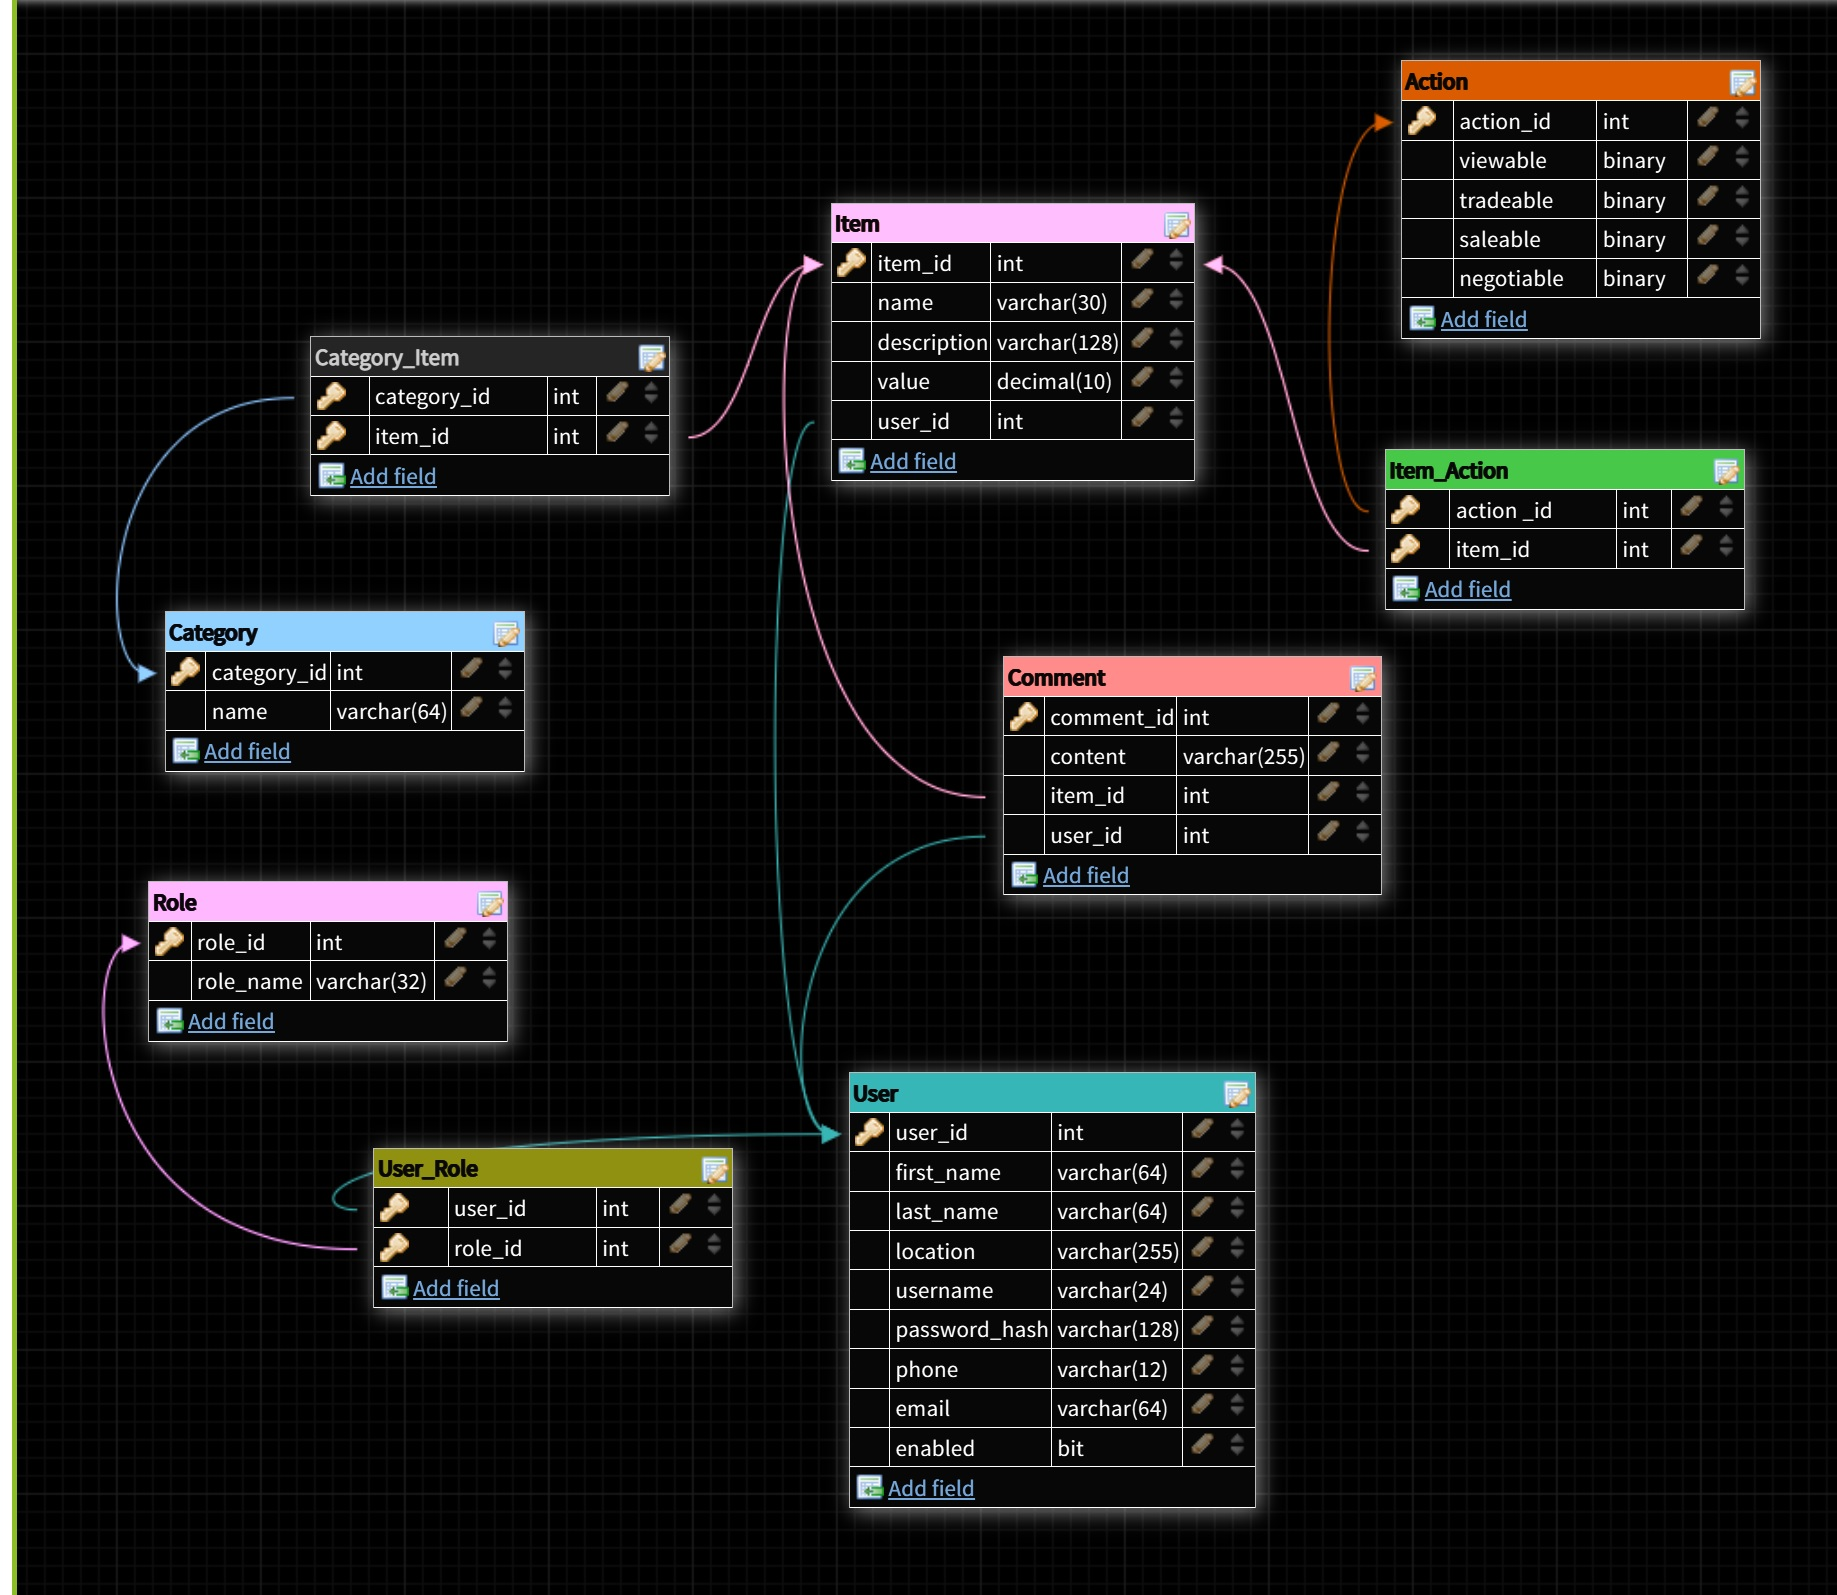 Action
action_id int
viewable binary
tradeable binary
saleable binary
negotiable binary
Add field
Item
item_id int
name varchar(30)
description varchar(128)
value decimal(10)
user_id int
Add field
Category_Item
category_id int
item_id int
Add field
Item_Action
action _id int
item_id int
Add field
Category
category_id int
name varchar(64)
Add field
Comment
comment_id int
content varchar(255)
item_id int
user_id int
Add field
Role
role_id int
role_name varchar(32)
Add field
User
user_id int
first_name varchar(64)
last_name varchar(64)
location varchar(255)
username varchar(24)
password_hash varchar(128)
phone varchar(12)
email varchar(64)
enabled bit
Add field
User_Role
user_id int
role_id int
Add field